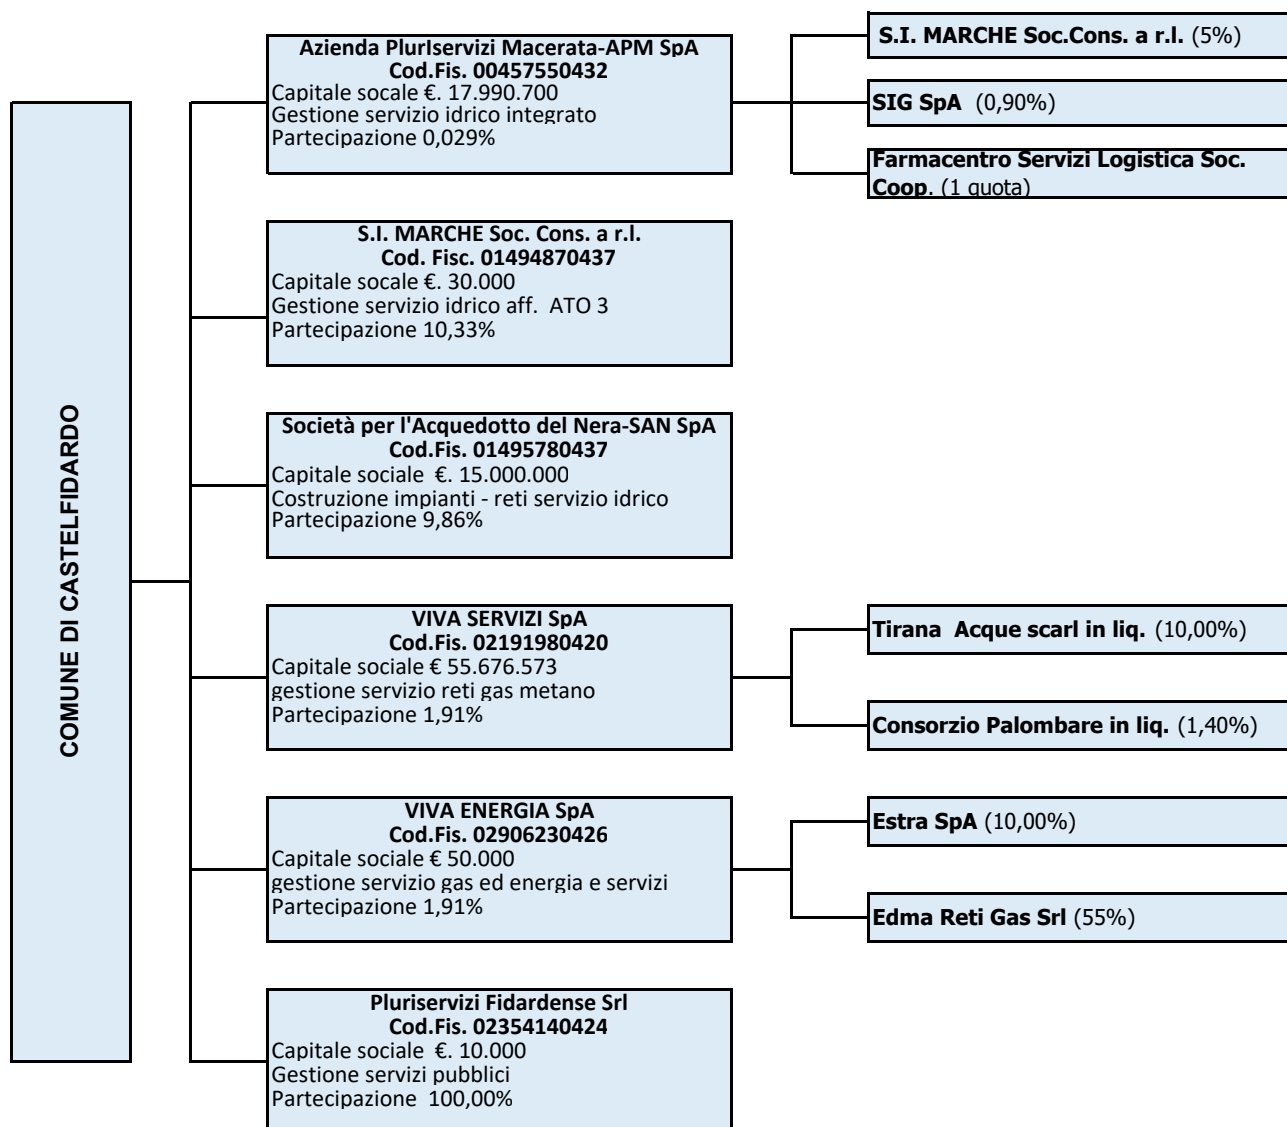 COMUNE DI CASTELFIDARDO
Azienda PlurIservizi Macerata-APM SpA
Cod.Fis. 00457550432
Capitale socale €. 17.990.700
Gestione servizio idrico integrato
Partecipazione 0,029%
S.I. MARCHE Soc.Cons. a r.l. (5%)
SIG SpA (0,90%)
Farmacentro Servizi Logistica Soc.
Coop. (1 quota)
S.I. MARCHE Soc. Cons. a r.l.
Cod. Fisc. 01494870437
Capitale socale €. 30.000
Gestione servizio idrico aff. ATO 3
Partecipazione 10,33%
Società per l'Acquedotto del Nera-SAN SpA
Cod.Fis. 01495780437
Capitale sociale €. 15.000.000
Costruzione impianti - reti servizio idrico
Partecipazione 9,86%
VIVA SERVIZI SpA
Cod.Fis. 02191980420
Capitale sociale € 55.676.573
gestione servizio reti gas metano
Partecipazione 1,91%
Tirana Acque scarl in liq. (10,00%)
Consorzio Palombare in liq. (1,40%)
VIVA ENERGIA SpA
Cod.Fis. 02906230426
Capitale sociale € 50.000
gestione servizio gas ed energia e servizi
Partecipazione 1,91%
Estra SpA (10,00%)
Edma Reti Gas Srl (55%)
Pluriservizi Fidardense Srl
Cod.Fis. 02354140424
Capitale sociale €. 10.000
Gestione servizi pubblici
Partecipazione 100,00%